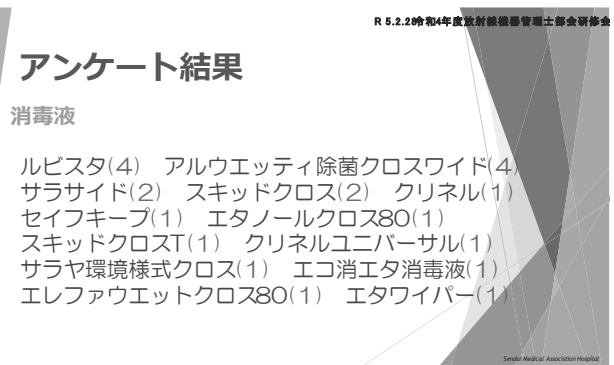 R 5.2.28令和4年度放射線機器管理士部会研修会
アンケート結果
消毒液
ルビスタ(4)　アルウエッティ除菌クロスワイド(4)
サラサイド(2)　スキッドクロス(2)　クリネル(1)
セイフキープ(1)　エタノールクロス80(1)
スキッドクロスT(1)　クリネルユニバーサル(1)
サラヤ環境様式クロス(1)　エコ消エタ消毒液(1)
エレファウエットクロス80(1)　エタワイパー(1)
Sendai Medical Association Hospital